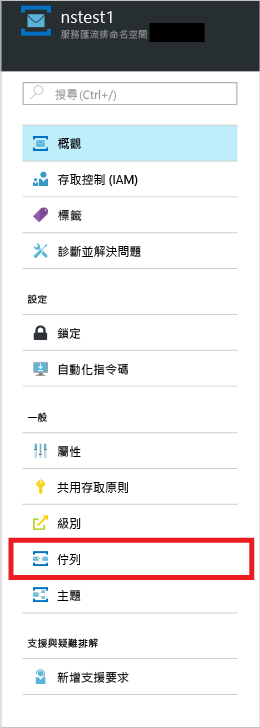 nstest1
服務匯流排命名空間
搜尋 (Ctrl+/)
概觀
存取控制 (IAM)
標籤
診斷並解決問題
設定
鎖定
自動化指令碼
一般
屬性
共用存取原則
級別
佇列
主題
支援與疑難排解
新增支援要求